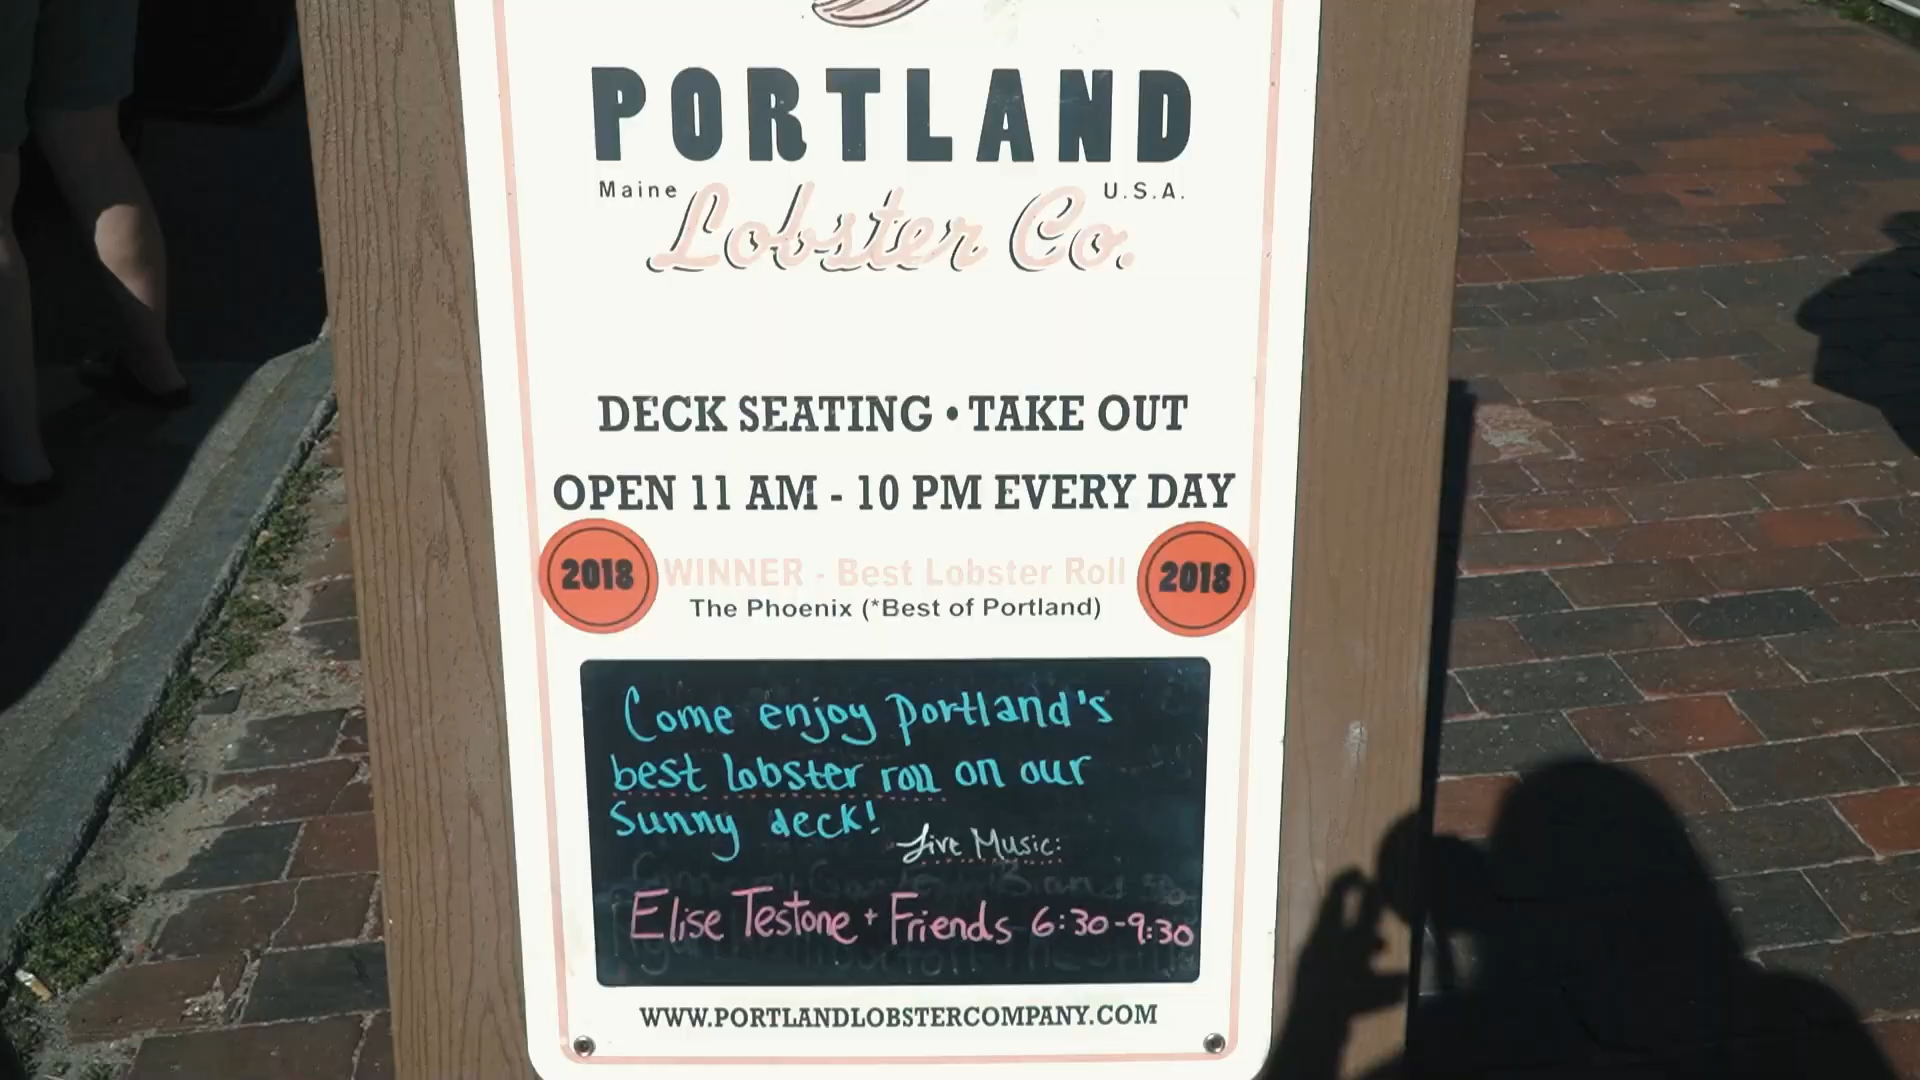 PORTLAND
Maine U.S.A.
Lobster Co.
DECK SEATING • TAKE OUT
OPEN 11 AM - 10 PM EVERY DAY
2018 WINNER - Best Lobster Roll 2018
The Phoenix (*Best of Portland)
Come enjoy Portland's
best lobster roll on our
Sunny deck!
Live Music:
Elise Testone + Friends 6:30-9:30
WWW.PORTLANDLOBSTERCOMPANY.COM